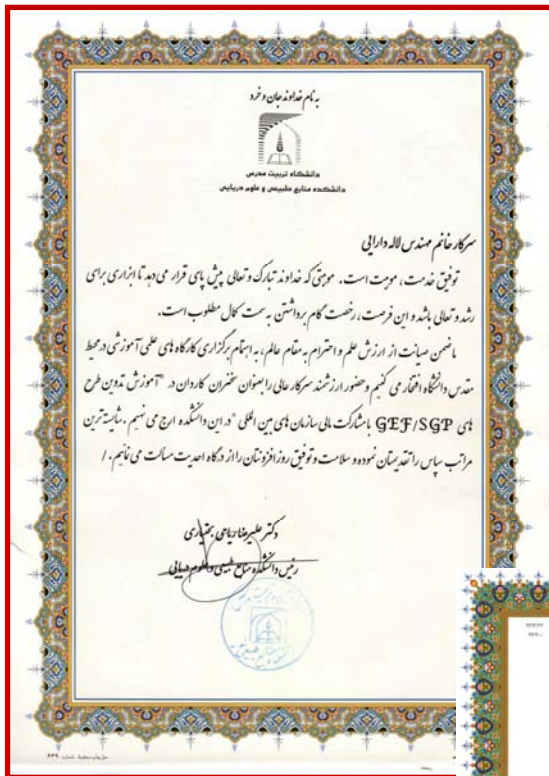 به نام خداوند جان و خرد
دانشگاه تربیت مدرس
دانشکده منابع طبیعی و علوم دریایی
سرکار خانم مهندس لاله دارایی
توفیق خدمت، موهبت است. موهبتی که خداوند تبارک و تعالی پیش پای قرار می دهد تا ابزاری برای
رشد و تعالی باشد و این فرصت، رخصت گام برداشتن به سمت کمال مطلوب است.
با ضمن صیانت از ارزش علم و احترام به مقام عالم، به اهتمام برگزاری کارگاه های علمی آموزشی در محیط
مقدس دانشگاه افتخار می کنیم و حضور ارزشمند سرکار عالی را بعنوان سخنران کاردان در "آموزش تدوین طرح
های GEF/SGP با مشارکت مالی سازمان های بین المللی" در این دانشکده ارج می نهیم. شایسته ترین
مراتب سپاس را تقدیمتان نموده و سلامت و توفیق روزافزونتان را از درگاه احدیت مسألت می نمائیم./
دکتر علیرضا ریاحی بختیاری
رئیس دانشکده منابع طبیعی و علوم دریایی